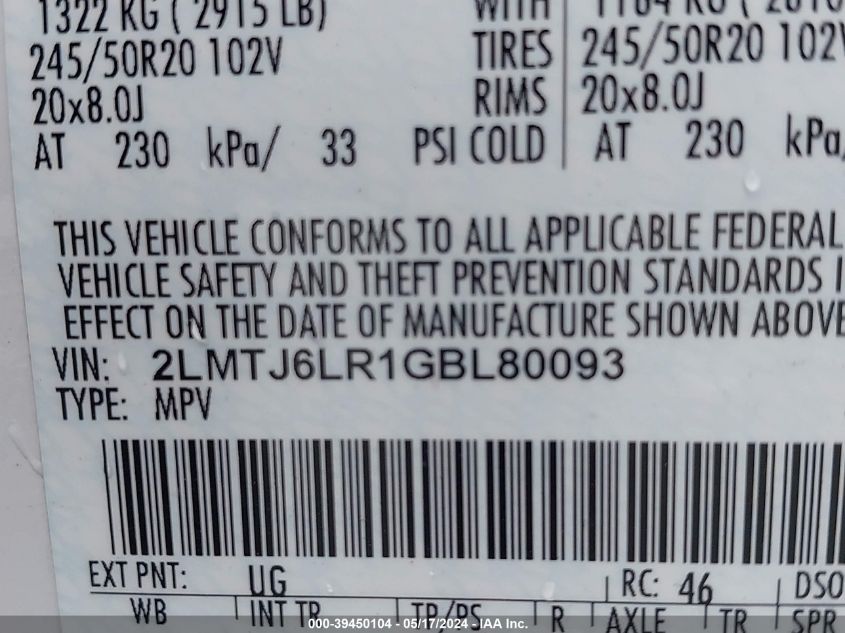 1322 KG ( 2915 LB) WITH
245/50R20 102V TIRES 245/50R20 102V
20x8.0J RIMS 20x8.0J
AT 230 kPa/ 33 PSI COLD AT 230 kPa/
THIS VEHICLE CONFORMS TO ALL APPLICABLE FEDERAL
VEHICLE SAFETY AND THEFT PREVENTION STANDARDS I
EFFECT ON THE DATE OF MANUFACTURE SHOWN ABOVE
VIN: 2LMTJ6LR1GBL80093
TYPE: MPV
EXT PNT: UG RC: 46 DSO
WB INT TR TP/PS R AXLE TR SPR
000-39450104 - 05/17/2024 - IAA Inc.